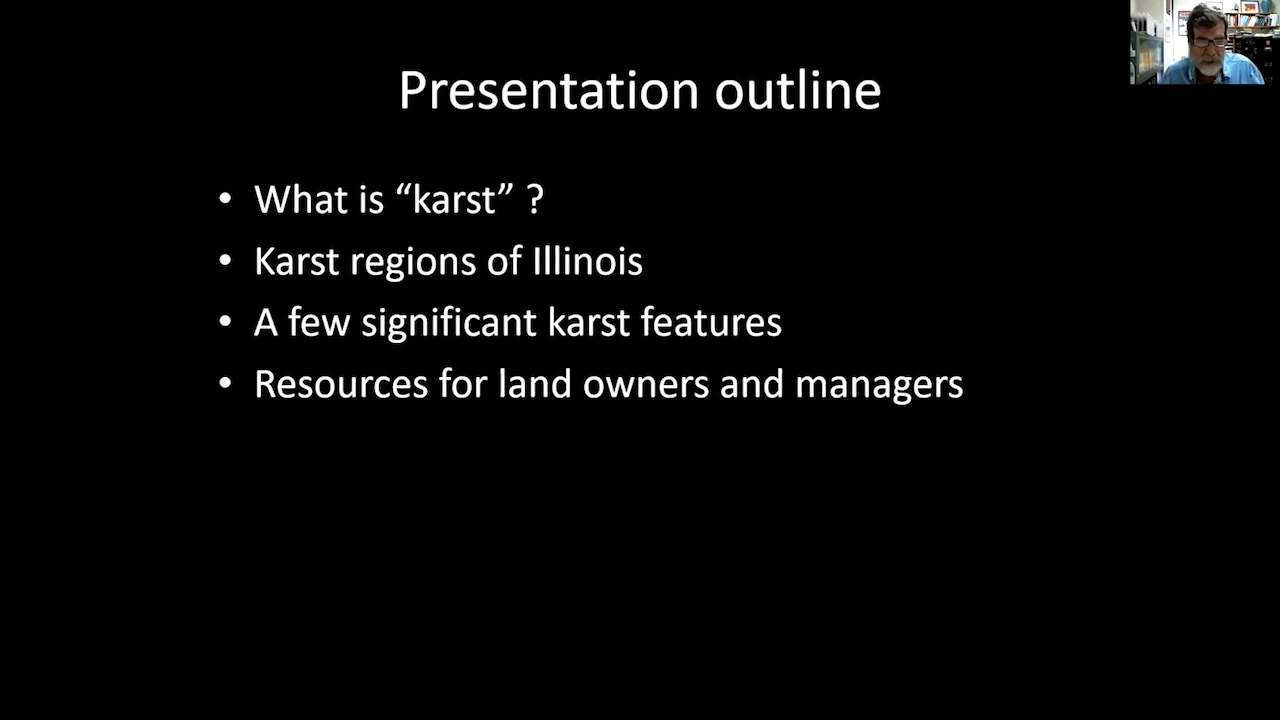 Presentation outline
• What is “karst” ?
• Karst regions of Illinois
• A few significant karst features
• Resources for land owners and managers